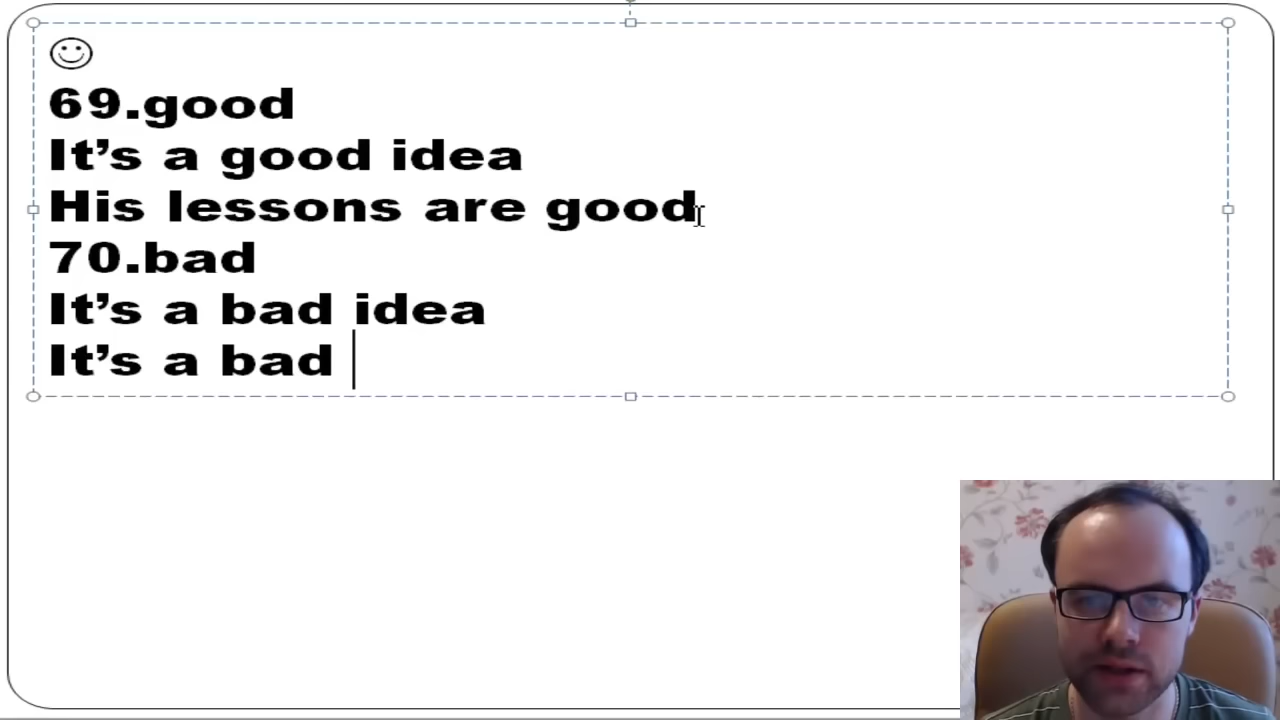 69.good
It’s a good idea
His lessons are good
70.bad
It’s a bad idea
It’s a bad